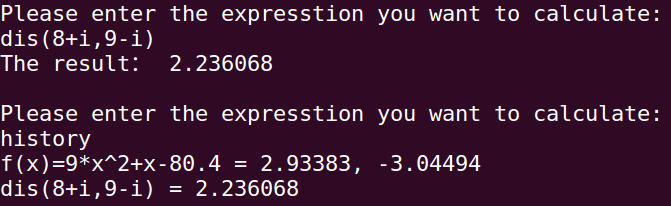 Please enter the expresstion you want to calculate:
dis(8+i,9-i)
The result:  2.236068
Please enter the expresstion you want to calculate:
history
f(x)=9*x^2+x-80.4 = 2.93383, -3.04494
dis(8+i,9-i) = 2.236068